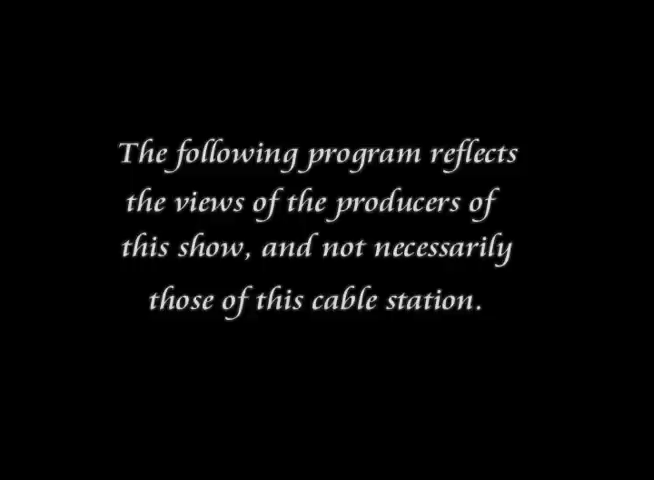 The following program reflects
the views of the producers of
this show, and not necessarily
those of this cable station.